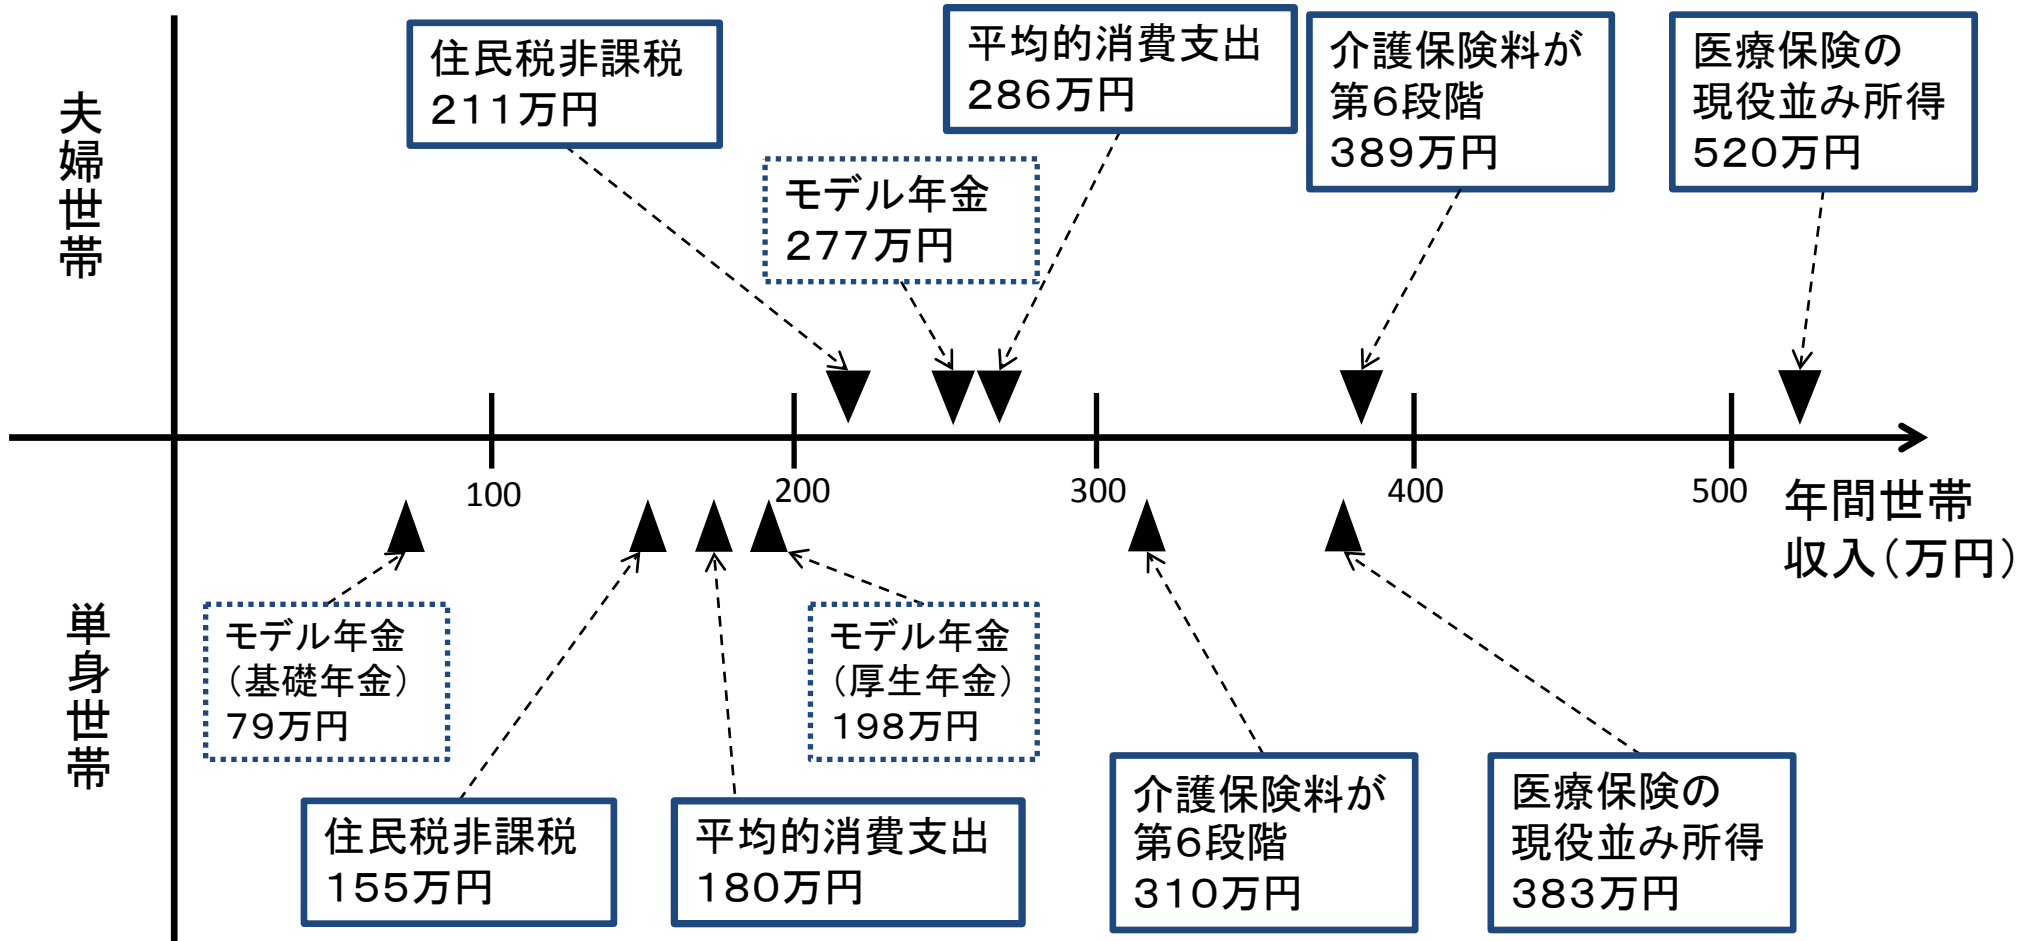 夫婦世帯
住民税非課税
211万円
モデル年金
277万円
平均的消費支出
286万円
介護保険料が
第6段階
389万円
医療保険の
現役並み所得
520万円
100
200
300
400
500
年間世帯
収入(万円)
単身世帯
モデル年金
(基礎年金)
79万円
住民税非課税
155万円
平均的消費支出
180万円
モデル年金
(厚生年金)
198万円
介護保険料が
第6段階
310万円
医療保険の
現役並み所得
383万円